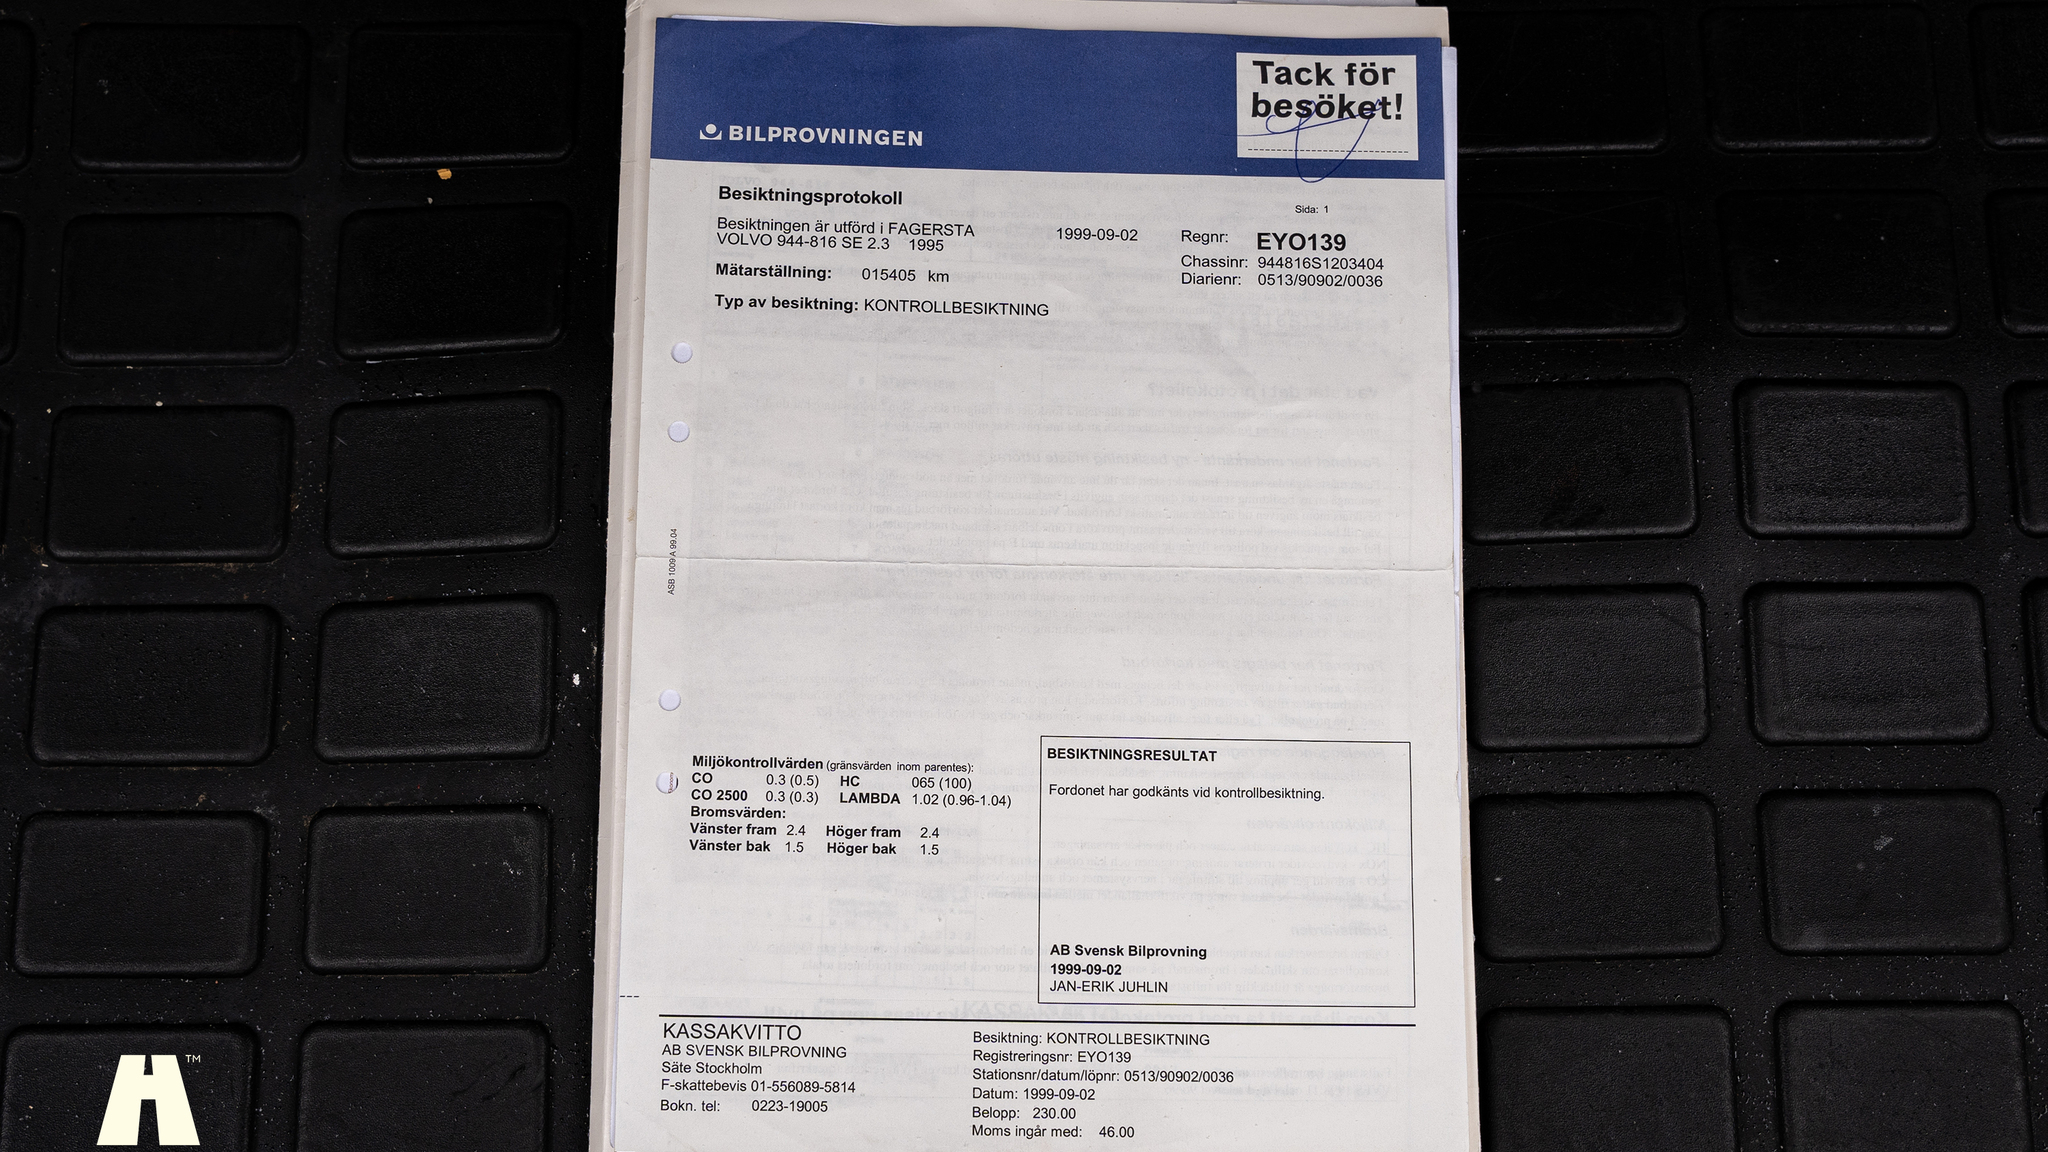 Tack för
besöket!
BILPROVNINGEN
Besiktningsprotokoll
Sida: 1
Besiktningen är utförd i FAGERSTA 1999-09-02 Regnr: EYO139
VOLVO 944-816 SE 2.3 1995
Chassinr: 944816S1203404
Mätarställning: 015405 km
Diarienr: 0513/90902/0036
Typ av besiktning: KONTROLLBESIKTNING
ASB 1009 A 99.04
Miljökontrollvärden (gränsvärden inom parentes):
CO 0.3 (0.5) HC 065 (100)
CO 2500 0.3 (0.3) LAMBDA 1.02 (0.96-1.04)
Bromsvärden:
Vänster fram 2.4 Höger fram 2.4
Vänster bak 1.5 Höger bak 1.5
BESIKTNINGSRESULTAT
Fordonet har godkänts vid kontrollbesiktning.
AB Svensk Bilprovning
1999-09-02
JAN-ERIK JUHLIN
KASSAKVITTO
AB SVENSK BILPROVNING
Säte Stockholm
F-skattebevis 01-556089-5814
Bokn. tel: 0223-19005
Besiktning: KONTROLLBESIKTNING
Registreringsnr: EYO139
Stationsnr/datum/löpnr: 0513/90902/0036
Datum: 1999-09-02
Belopp: 230.00
Moms ingår med: 46.00
TM